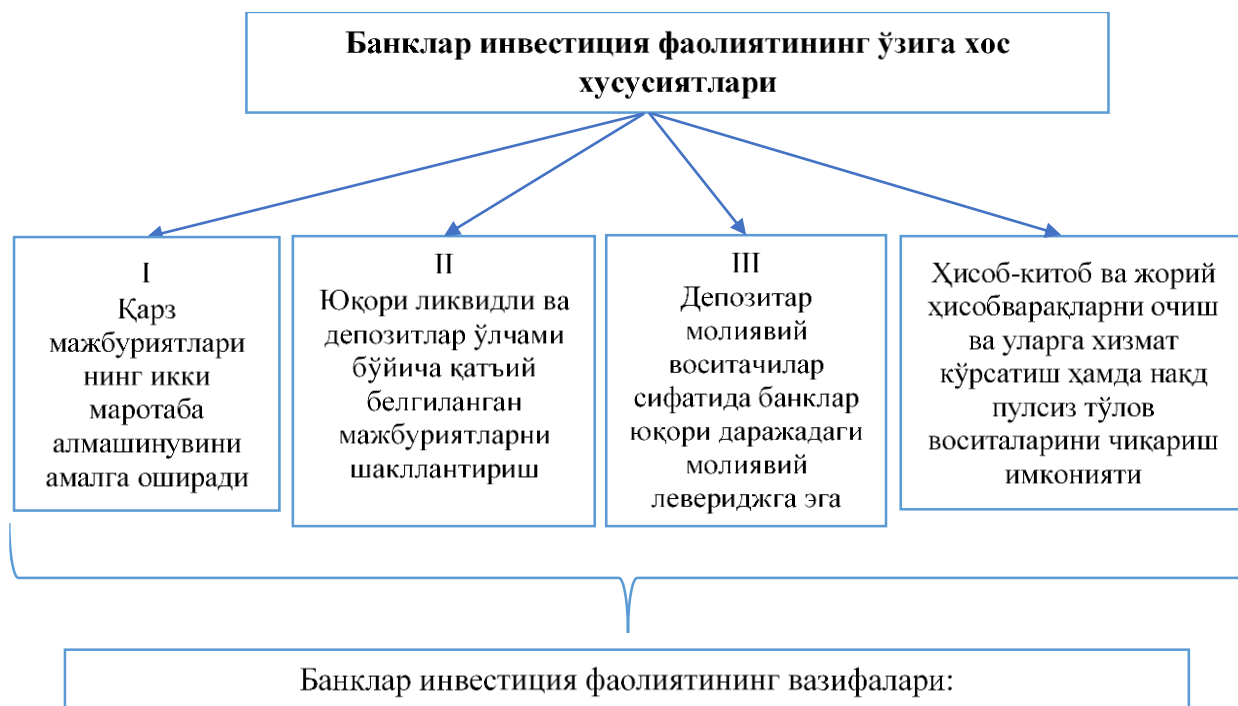 Банклар инвестиция фаолиятининг ўзига хос
хусусиятлари
I
Қарз
мажбуриятлари
нинг икки
маротаба
алмашинувини
амалга оширади
II
Юқори ликвидли ва
депозитлар ўлчами
бўйича қатъий
белгиланган
мажбуриятларни
шакллантириш
III
Депозитар
молиявий
воситачилар
сифатида банклар
юқори даражадаги
молиявий
левериджга эга
Ҳисоб-китоб ва жорий
ҳисобварақларни очиш
ва уларга хизмат
кўрсатиш ҳамда нақд
пулсиз тўлов
воситаларини чиқариш
имконияти
Банклар инвестиция фаолиятининг вазифалари: